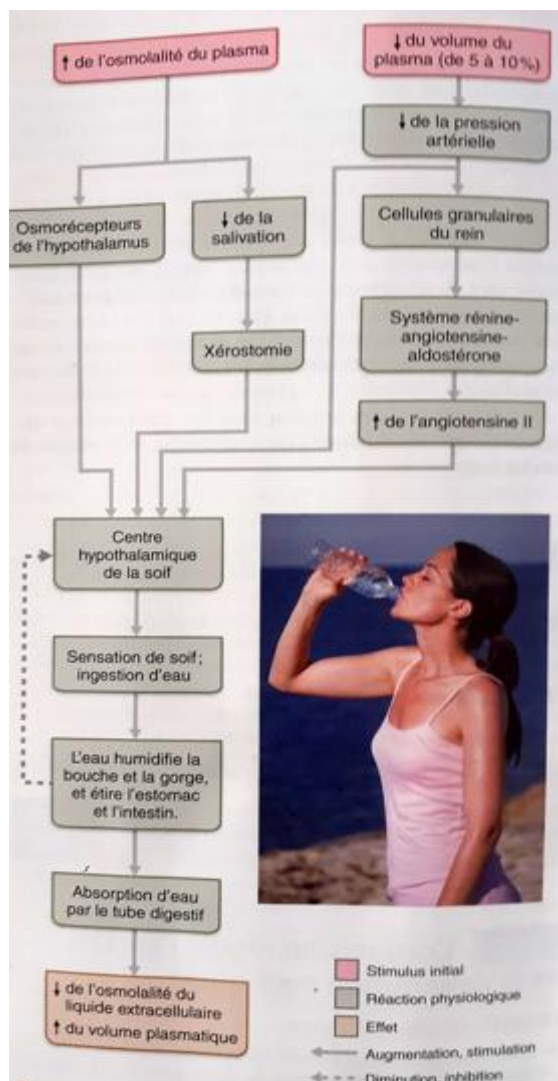 ↑ de l'osmolalité du plasma
↓ du volume du
plasma (de 5 à 10%)
↓ de la pression
artérielle
Osmorécepteurs
de l'hypothalamus
↓ de la
salivation
Cellules granulaires
du rein
Xérostomie
Système rénine-
angiotensine-
aldostérone
↑ de l'angiotensine II
Centre
hypothalamique
de la soif
Sensation de soif;
ingestion d'eau
L'eau humidifie la
bouche et la gorge,
et étire l'estomac
et l'intestin.
Absorption d'eau
par le tube digestif
↓ de l'osmolalité du
liquide extracellulaire
↑ du volume plasmatique
Stimulus initial
Réaction physiologique
Effet
Augmentation, stimulation
Diminution, inhibition